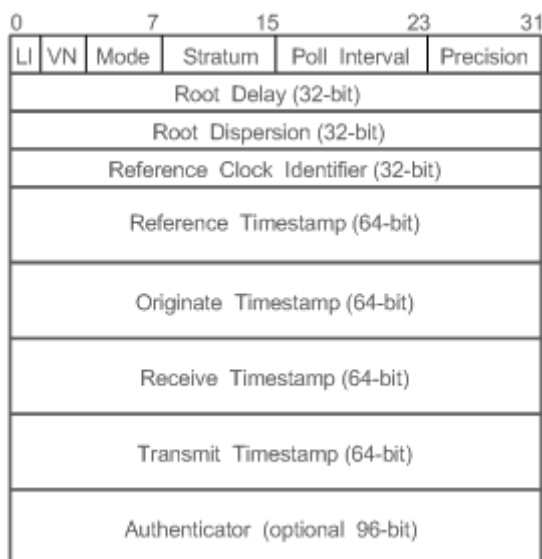 0 7 15 23 31
LI VN Mode Stratum Poll Interval Precision
Root Delay (32-bit)
Root Dispersion (32-bit)
Reference Clock Identifier (32-bit)
Reference Timestamp (64-bit)
Originate Timestamp (64-bit)
Receive Timestamp (64-bit)
Transmit Timestamp (64-bit)
Authenticator (optional 96-bit)